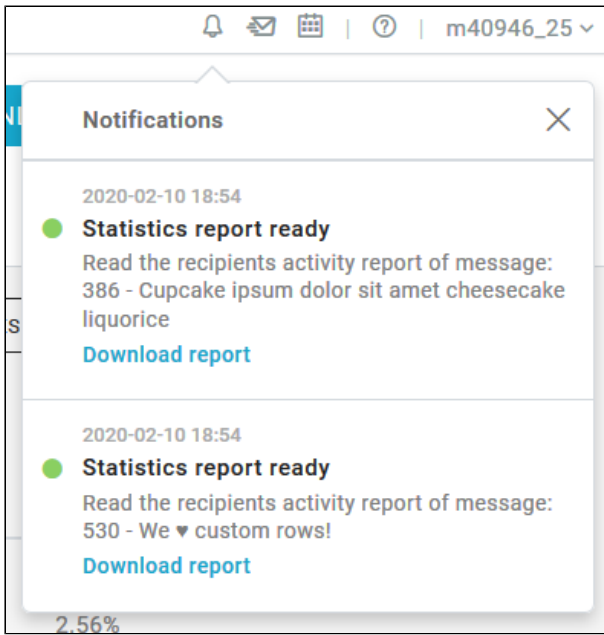 m40946_25
Notifications
2020-02-10 18:54
Statistics report ready
Read the recipients activity report of message:
386 - Cupcake ipsum dolor sit amet cheesecake
liquorice
Download report
2020-02-10 18:54
Statistics report ready
Read the recipients activity report of message:
530 - We ♥ custom rows!
Download report
2.56%